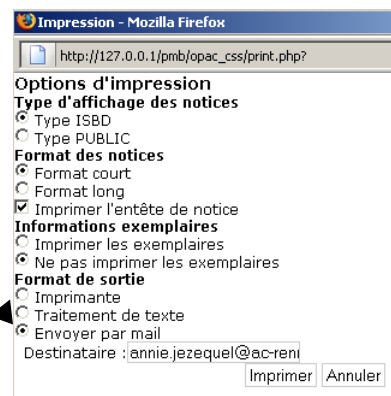 Impression - Mozilla Firefox
http://127.0.0.1/pmb/opac_css/print.php?
Options d'impression
Type d'affichage des notices
Type ISBD
Type PUBLIC
Format des notices
Format court
Format long
Imprimer l'entête de notice
Informations exemplaires
Imprimer les exemplaires
Ne pas imprimer les exemplaires
Format de sortie
Imprimante
Traitement de texte
Envoyer par mail
Destinataire : annie.jezequel@ac-ren
Imprimer Annuler